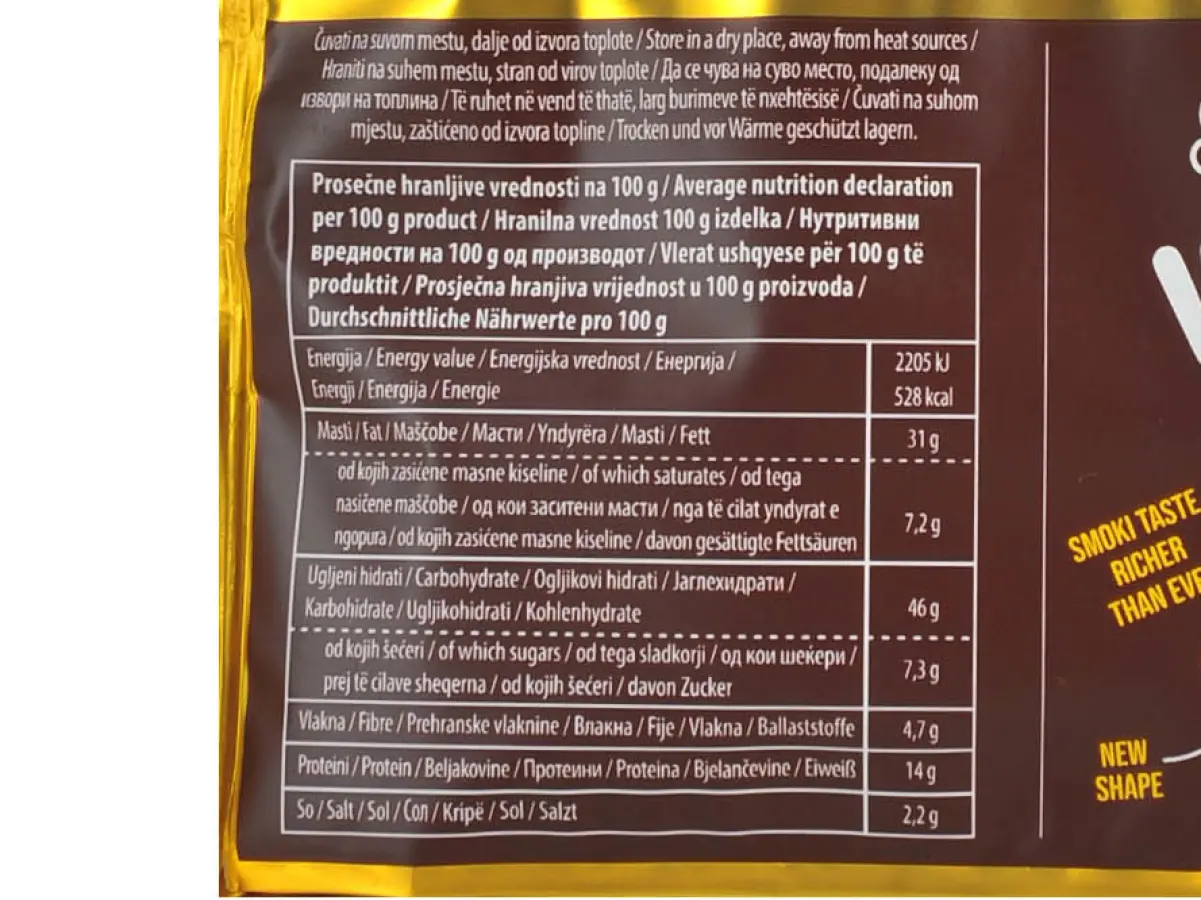 Čuvati na suvom mestu, dalje od izvora toplote / Store in a dry place, away from heat sources /
Hraniti na suhem mestu, stran od virov toplote / Да се чува на суво место, подалеку од
извори на топлина / Të ruhet në vend të thatë, larg burimeve të nxehtësisë / Čuvati na suhom
mjestu, zaštićeno od izvora topline / Trocken und vor Wärme geschützt lagern.
Prosečne hranljive vrednosti na 100 g / Average nutrition declaration
per 100 g product / Hranilna vrednost 100 g izdelka / Нутритивни
вредности на 100 g од производот / Vlerat ushqyese për 100 g të
produktit / Prosječna hranjiva vrijednost u 100 g proizvoda /
Durchschnittliche Nährwerte pro 100 g
Energija / Energy value / Energijska vrednost / Енергија /
Energji / Energija / Energie
2205 kJ
528 kcal
Masti / Fat / Maščobe / Масти / Yndyrëra / Masti / Fett
31 g
od kojih zasićene masne kiseline / of which saturates / od tega
nasičene maščobe / од кои заситени масти / nga të cilat yndyrat e
ngopura / od kojih zasićene masne kiseline / davon gesättigte Fettsäuren
7,2 g
Ugljeni hidrati / Carbohydrate / Ogljikovi hidrati / Јаглехидрати /
Karbohidrate / Ugljikohidrati / Kohlenhydrate
46 g
od kojih šećeri / of which sugars / od tega sladkorji / од кои шеќери /
prej të cilave sheqerna / od kojih šećeri / davon Zucker
7,3 g
Vlakna / Fibre / Prehranske vlaknine / Влакна / Fije / Vlakna / Ballaststoffe
4,7 g
Proteini / Protein / Beljakovine / Протеини / Proteina / Bjelančevine / Eiweiß
14 g
So / Salt / Sol / Сол / Kripë / Sol / Salzt
2,2 g
SMOKI TASTE
RICHER
THAN
NEW
SHAPE